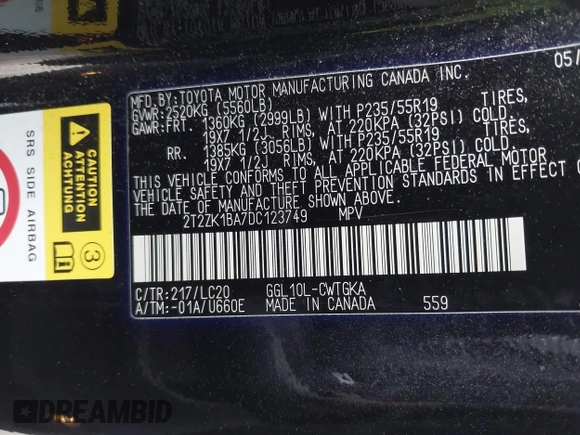 MFD.BY:TOYOTA MOTOR MANUFACTURING CANADA INC. 05/
GVWR:2520KG (5560LB)
GAWR:FRT. 1360KG (2999LB) WITH P235/55R19 TIRES,
19X7 1/2J RIMS, AT 220KPA (32PSI) COLD.
RR. 1385KG (3056LB) WITH P235/55R19 TIRES,
19X7 1/2J RIMS, AT 220KPA (32PSI) COLD.
THIS VEHICLE CONFORMS TO ALL APPLICABLE FEDERAL MOTOR
VEHICLE SAFETY AND THEFT PREVENTION STANDARDS IN EFFECT O
THE DATE OF MANUFACTURE SHOWN ABOVE.
2T2ZK1BA7DC123749 MPV
C/TR:217/LC20 GGL10L-CWTGKA
A/TM:-01A/U660E MADE IN CANADA 559
CAUTION
ATTENTION
ACHTUNG
3
SRS SIDE AIRBAG
DREAMBID